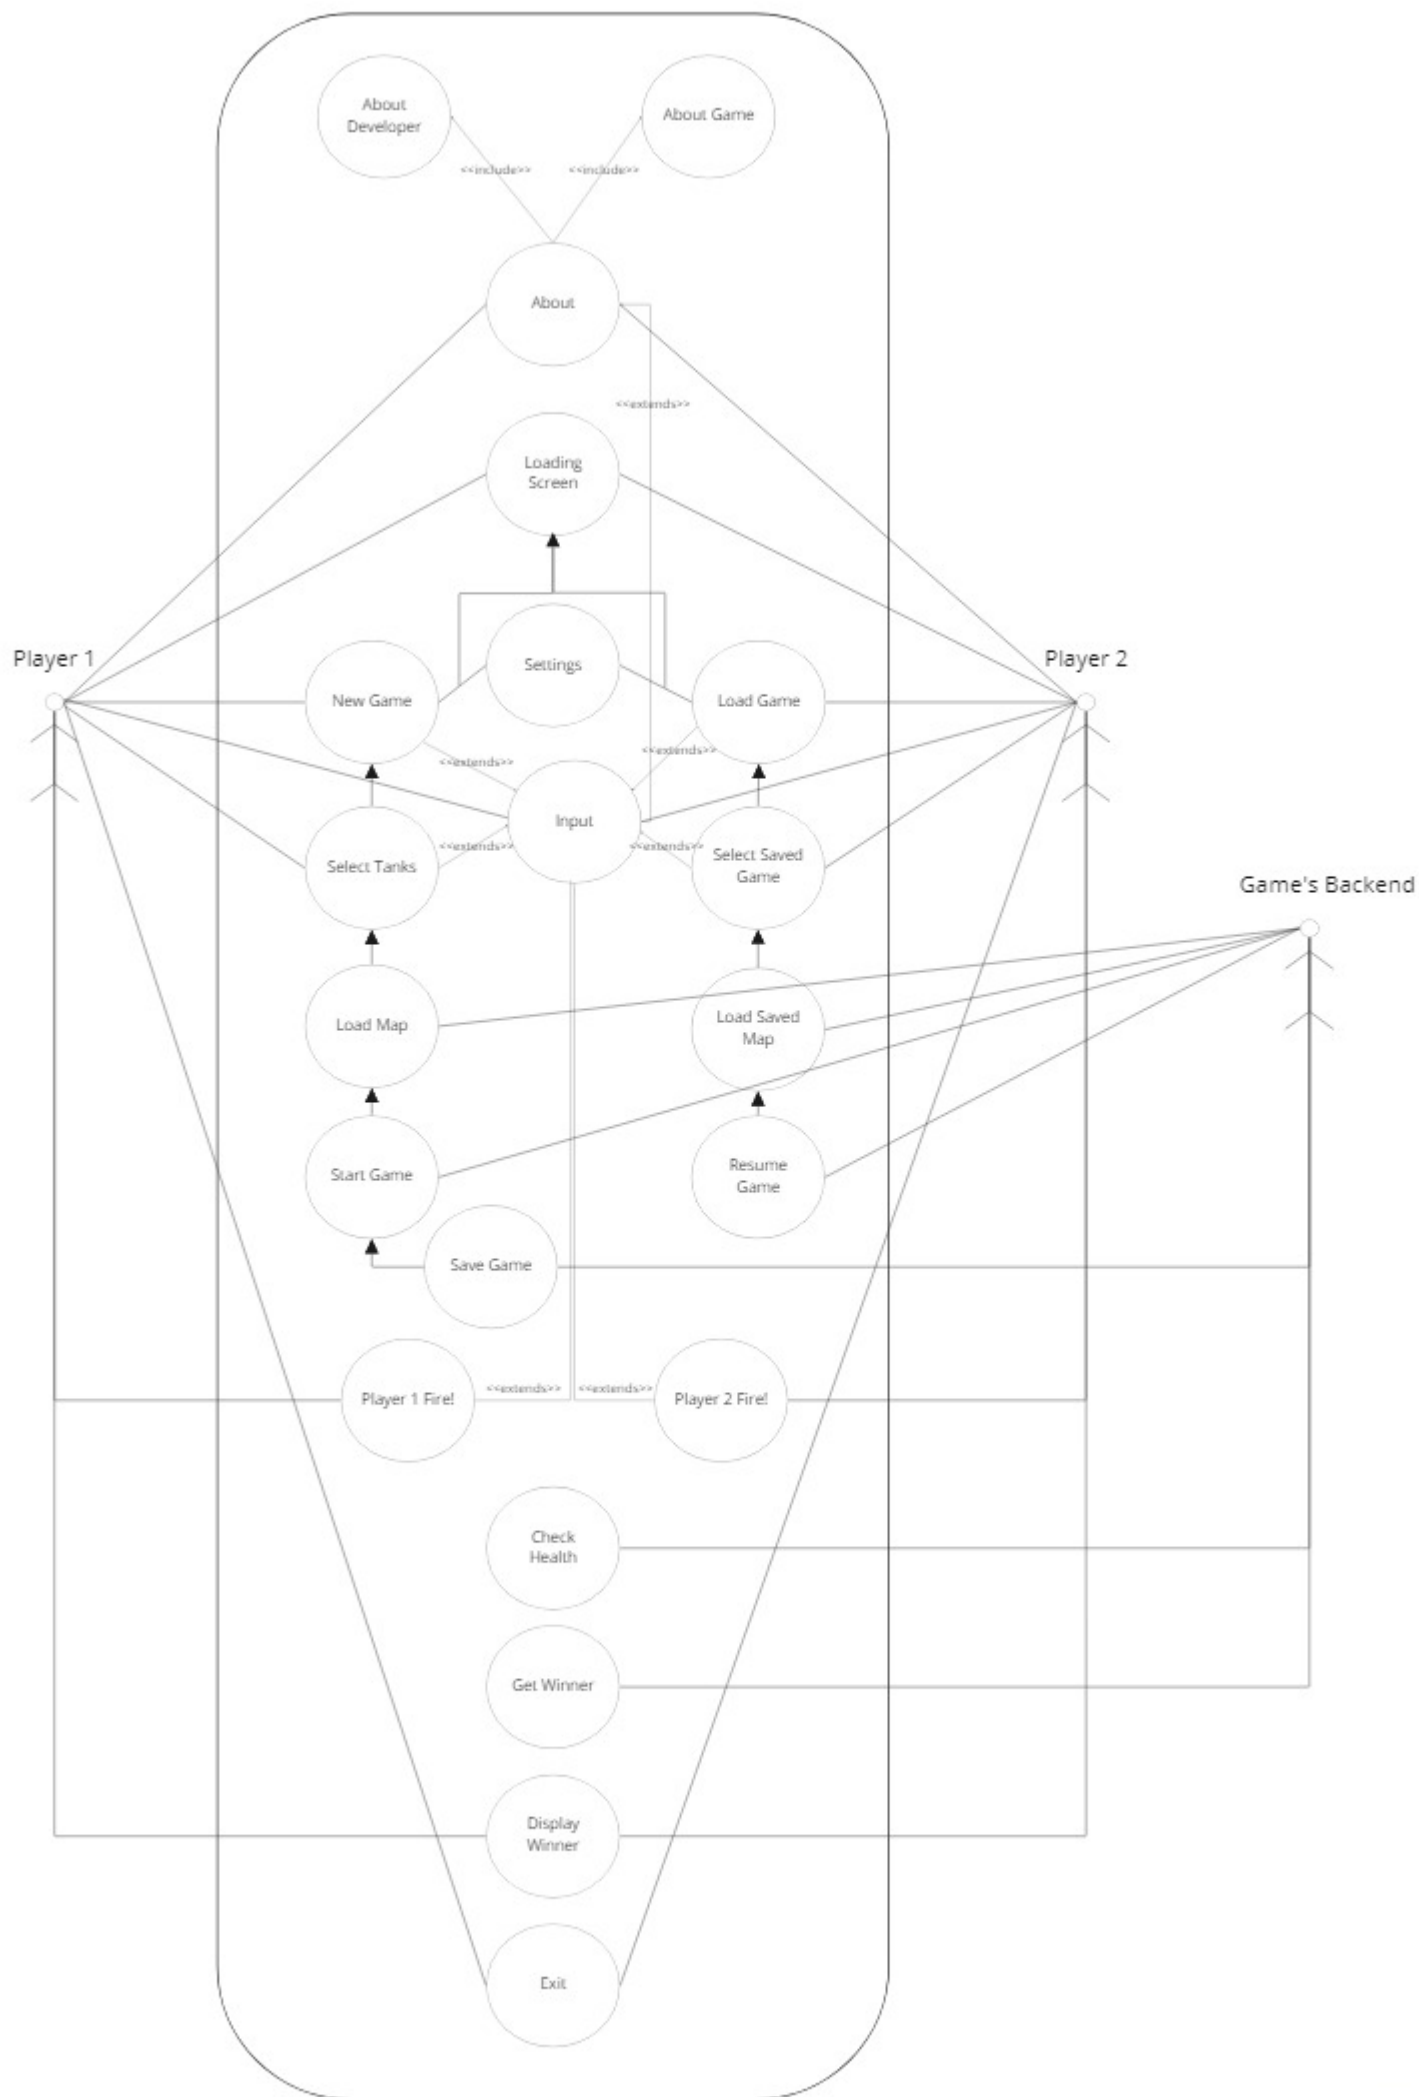 About
Developer
About Game
<<include>>
<<include>>
About
<<extends>>
Loading
Screen
Player 1
Player 2
Settings
New Game
Load Game
<<extends>>
<<extends>>
Input
<<extends>>
<<extends>>
Select Tanks
Select Saved
Game
Game's Backend
Load Map
Load Saved
Map
Start Game
Resume
Game
Save Game
Player 1 Fire!
<<extends>>
<<extends>>
Player 2 Fire!
Check
Health
Get Winner
Display
Winner
Exit